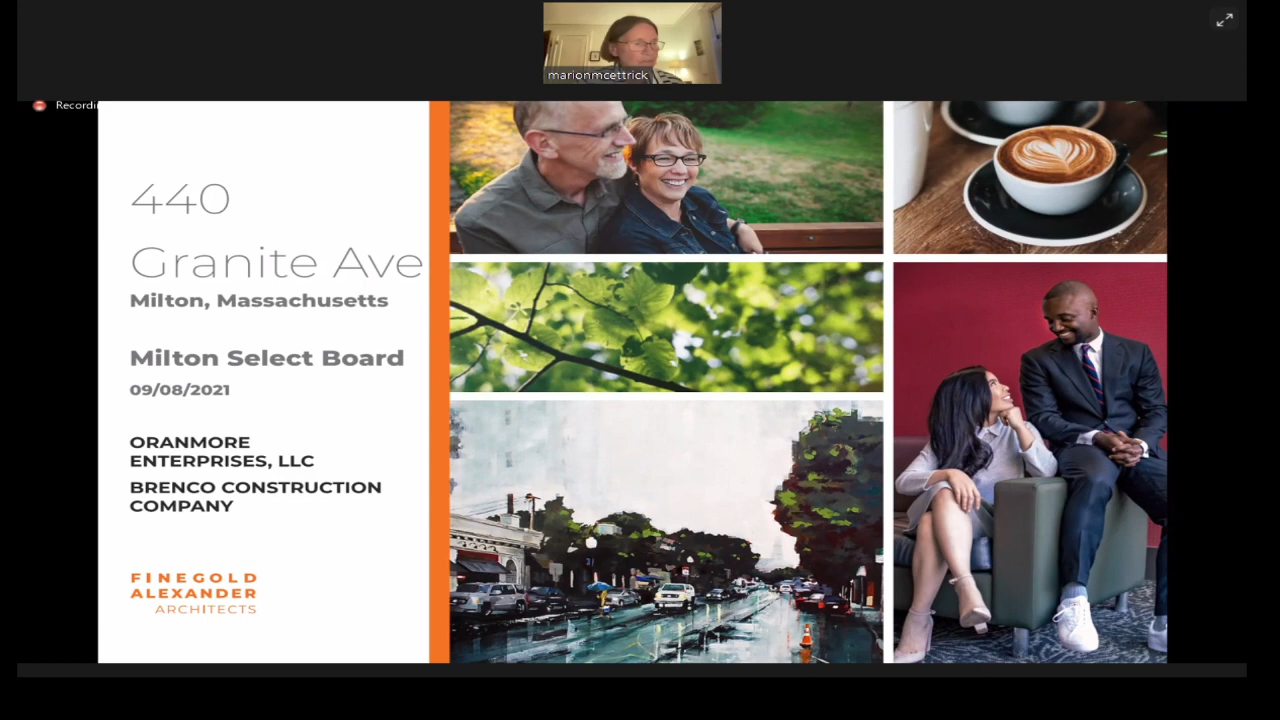 marionmcettrick
Recordi
440
Granite Ave
Milton, Massachusetts
Milton Select Board
09/08/2021
ORANMORE
ENTERPRISES, LLC
BRENCO CONSTRUCTION
COMPANY
FINEGOLD
ALEXANDER
ARCHITECTS